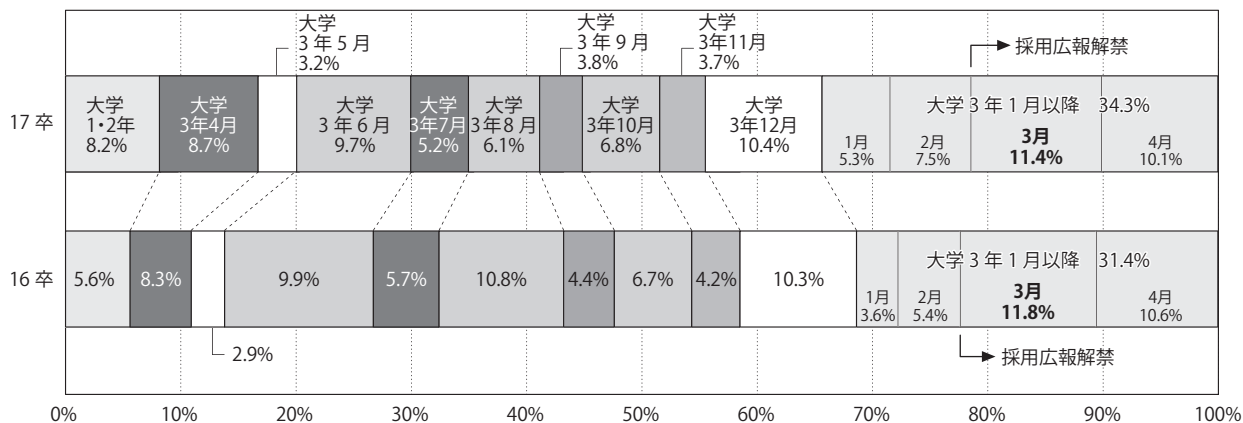 大学
3年5月
3.2%
大学
3年9月
3.8%
大学
3年11月
3.7%
採用広報解禁
17卒
大学
1・2年
8.2%
大学
3年4月
8.7%
大学
3年6月
9.7%
大学
3年7月
5.2%
大学
3年8月
6.1%
大学
3年10月
6.8%
大学
3年12月
10.4%
大学3年1月以降 34.3%
1月
5.3%
2月
7.5%
3月
11.4%
4月
10.1%
16卒
5.6%
8.3%
9.9%
5.7%
10.8%
4.4%
6.7%
4.2%
10.3%
大学3年1月以降 31.4%
1月
3.6%
2月
5.4%
3月
11.8%
4月
10.6%
2.9%
採用広報解禁
0% 10% 20% 30% 40% 50% 60% 70% 80% 90% 100%